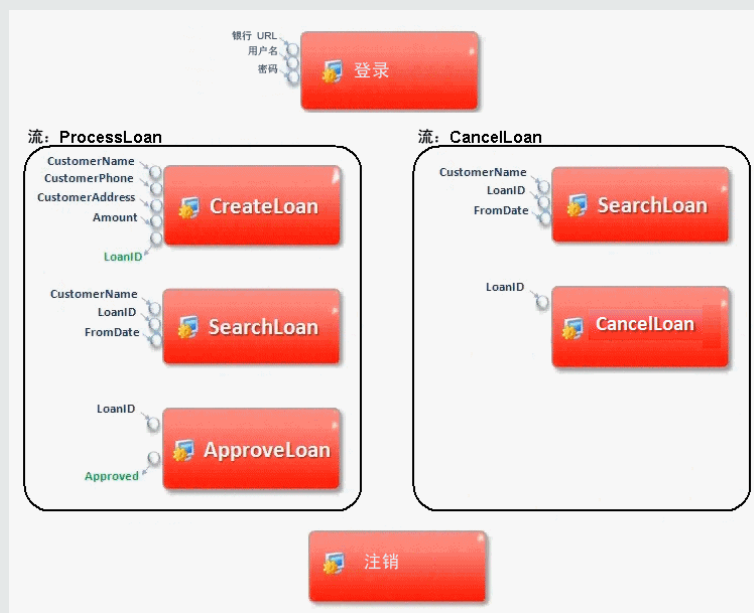 银行 URL
用户名
密码
登录
流：ProcessLoan
CustomerName
CustomerPhone
CustomerAddress
Amount
LoanID
CreateLoan
CustomerName
LoanID
FromDate
SearchLoan
LoanID
Approved
ApproveLoan
流：CancelLoan
CustomerName
LoanID
FromDate
SearchLoan
LoanID
CancelLoan
注销